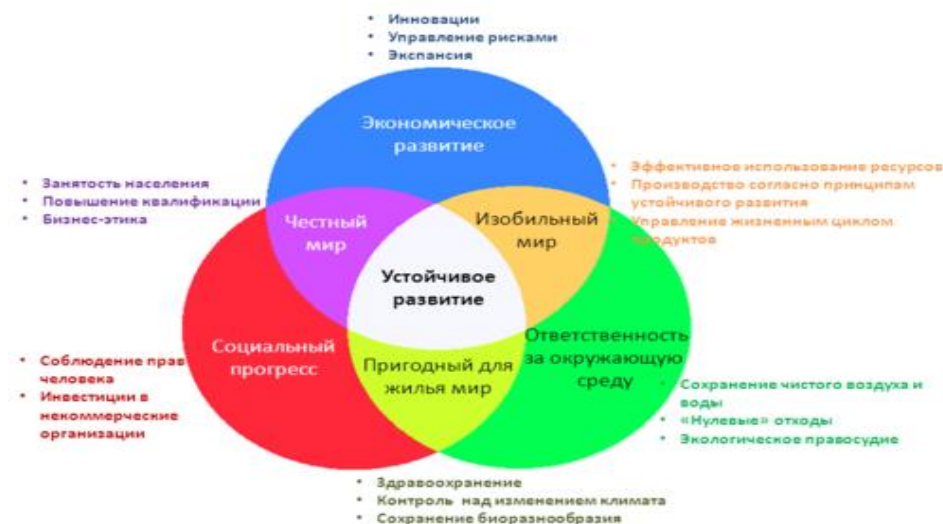 • Инновации
• Управление рисками
• Экспансия
Экономическое
развитие
• Занятость населения
• Повышение квалификации
• Бизнес-этика
• Эффективное использование ресурсов
• Производство согласно принципам
устойчивого развития
• Управление жизненным циклом
продуктов
Честный
мир
Изобильный
мир
Устойчивое
развитие
Социальный
прогресс
Пригодный для
жилья мир
Ответственность
за окружающую
среду
• Соблюдение прав
человека
• Инвестиции в
некоммерческие
организации
• Сохранение чистого воздуха и
воды
• «Нулевые» отходы
• Экологическое правосудие
• Здравоохранение
• Контроль над изменением климата
• Сохранение биоразнообразия